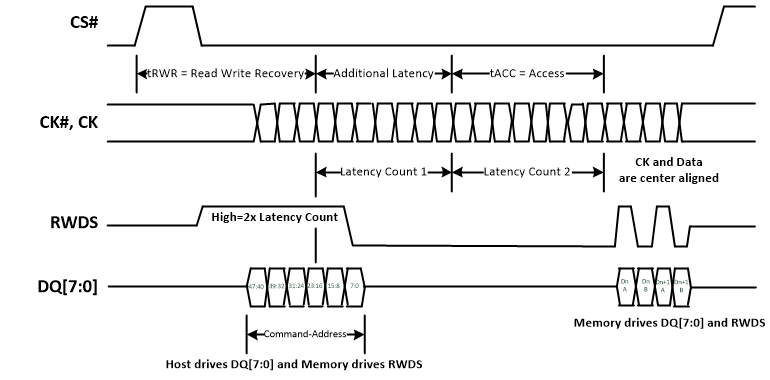 CS#
tRWR = Read Write Recovery
Additional Latency
tACC = Access
CK#, CK
Latency Count 1
Latency Count 2
CK and Data
are center aligned
RWDS
High=2x Latency Count
DQ[7:0]
47:40
39:32
31:24
23:16
15:8
7:0
Dn
A
Dn
B
Dn+1
A
Dn+1
B
Command-Address
Memory drives DQ[7:0] and RWDS
Host drives DQ[7:0] and Memory drives RWDS